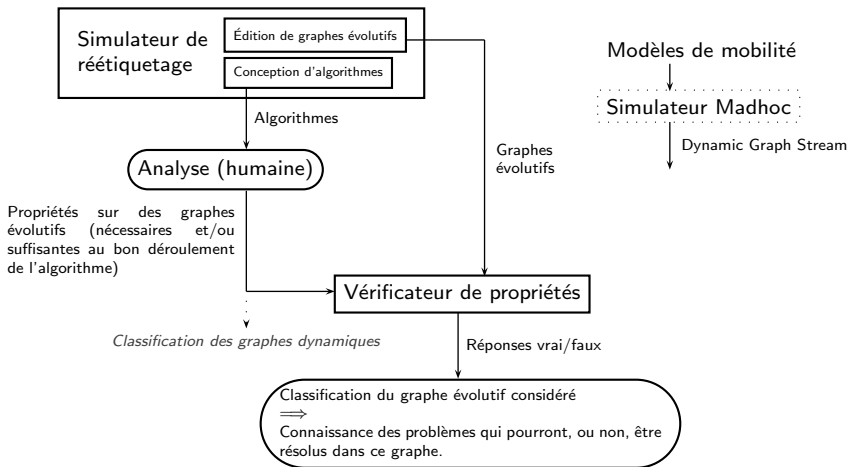 Simulateur de
réétiquetage
Édition de graphes évolutifs
Conception d'algorithmes
Modèles de mobilité
Simulateur Madhoc
Dynamic Graph Stream
Algorithmes
Graphes
évolutifs
Analyse (humaine)
Propriétés sur des graphes
évolutifs (nécessaires et/ou
suffisantes au bon déroulement
de l'algorithme)
Vérificateur de propriétés
Classification des graphes dynamiques
Réponses vrai/faux
Classification du graphe évolutif considéré
⟹
Connaissance des problèmes qui pourront, ou non, être
résolus dans ce graphe.